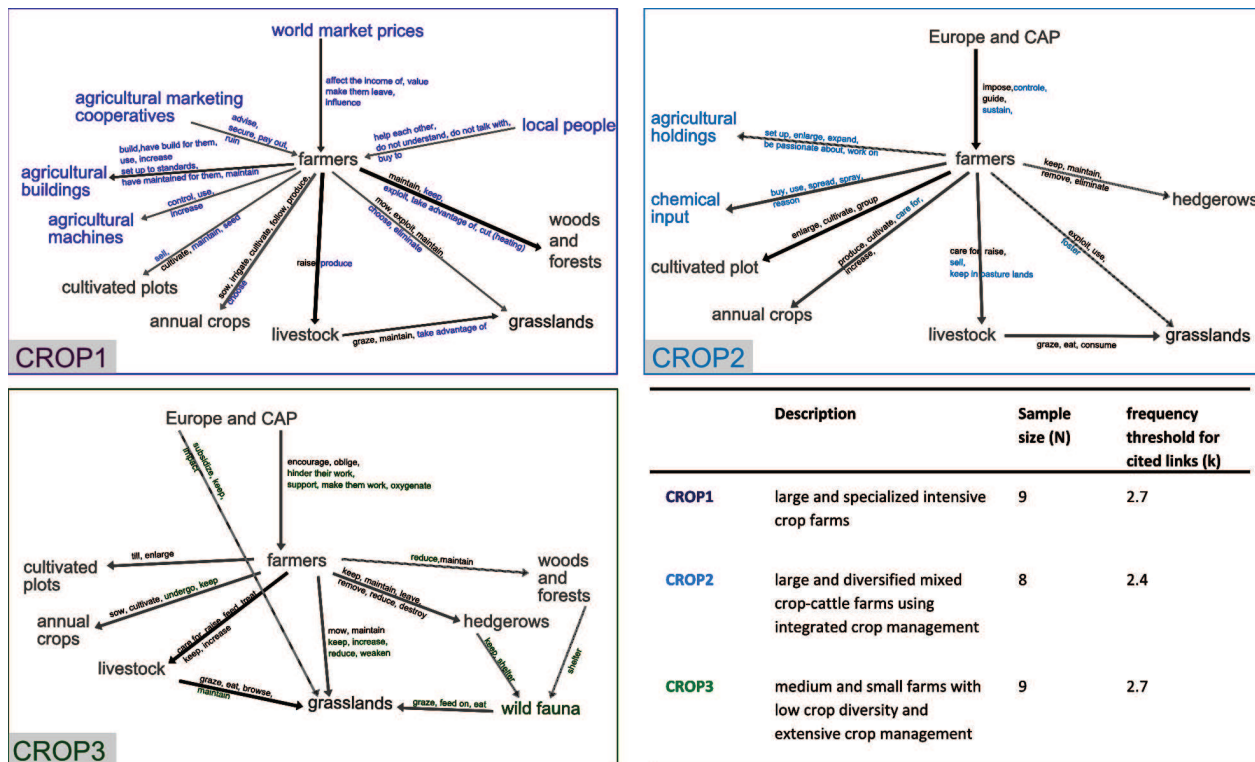 world market prices
affect the income of, value
make them leave,
influence
agricultural marketing
cooperatives
advise,
secure, pay out,
ruin
help each other,
do not understand, do not talk with,
buy to
local people
farmers
build,have build for them,
use, increase
set up to standards,
have maintained for them, maintain
agricultural
buildings
control, use,
increase
agricultural
machines
sell,
cultivate, maintain, seed
cultivated plots
sow, irrigate, cultivate, follow, produce,
choose
annual crops
raise, produce
livestock
mow, exploit, maintain,
choose, eliminate
maintain, keep,
exploit, take advantage of, cut (heating)
woods
and
forests
grasslands
graze, maintain, take advantage of
CROP1
Europe and CAP
impose,controle,
guide,
sustain,
agricultural
holdings
set up, enlarge, expand,
be passionate about, work on
farmers
keep, maintain,
remove, eliminate
hedgerows
chemical
input
buy, use, spread, spray,
reason
enlarge, cultivate, group
cultivated plot
produce, cultivate, care for,
increase,
annual crops
care for, raise,
sell,
keep in pasture lands
exploit, use,
foster
livestock
graze, eat, consume
grasslands
CROP2
Europe and CAP
subsidize, keep,
impact
encourage, oblige,
hinder their work,
support, make them work, oxygenate
cultivated
plots
till, enlarge
farmers
reduce,maintain
woods
and
forests
sow, cultivate, undergo, keep
annual
crops
care for, raise, feed, treat
keep, increase
livestock
mow, maintain
keep, increase,
reduce, weaken
keep, maintain, leave
remove, reduce, destroy
hedgerows
keep, shelter
shelter
graze, eat, browse,
maintain
grasslands
graze, feed on, eat
wild fauna
CROP3
Description Sample size (N) frequency threshold for cited links (k)
CROP1 large and specialized intensive 9 2.7
crop farms
CROP2 large and diversified mixed 8 2.4
crop-cattle farms using
integrated crop management
CROP3 medium and small farms with 9 2.7
low crop diversity and
extensive crop management